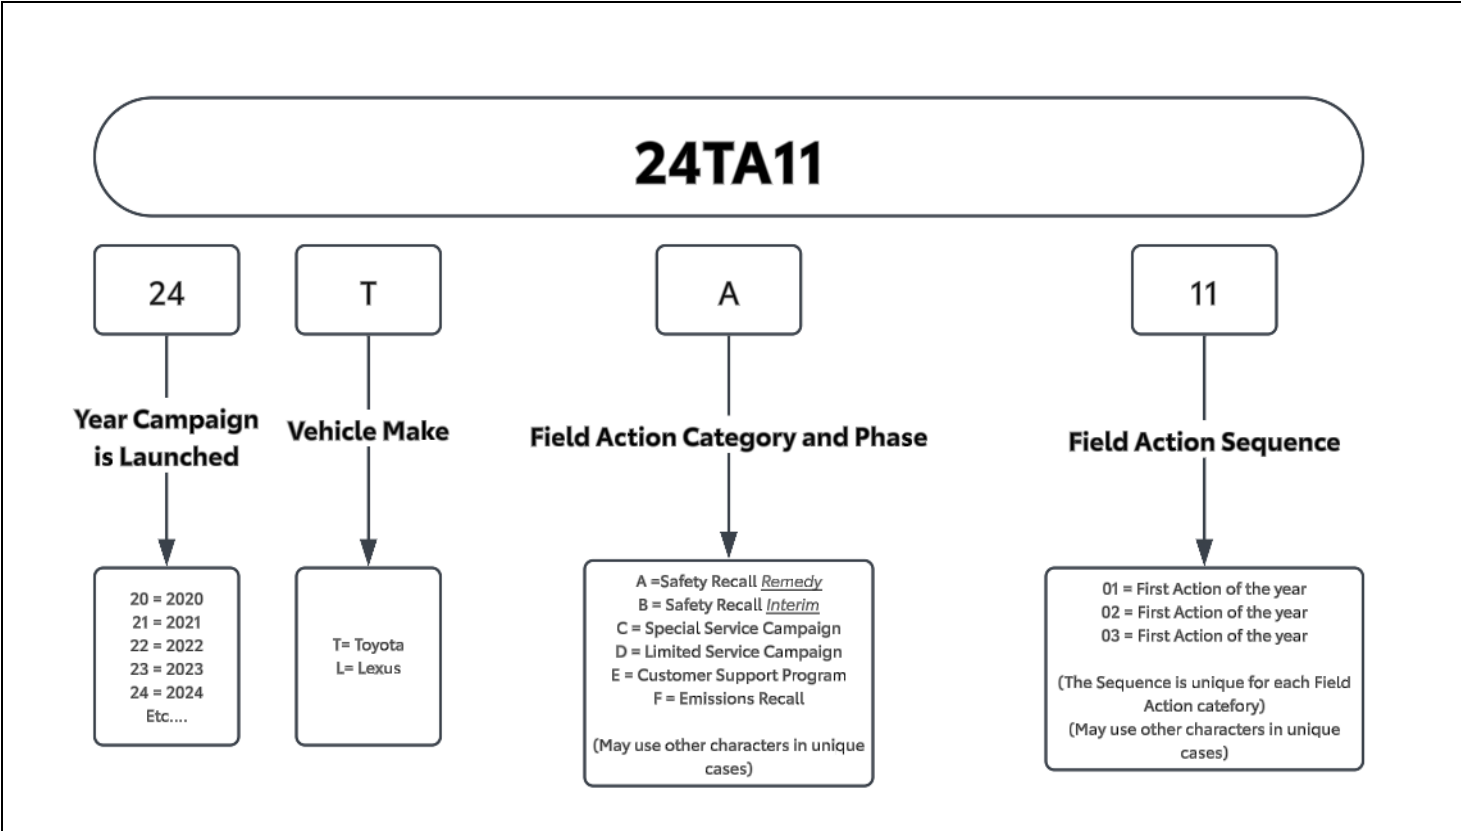 24TA11
24
T
A
11
Year Campaign
is Launched
Vehicle Make
Field Action Category and Phase
Field Action Sequence
20 = 2020
21 = 2021
22 = 2022
23 = 2023
24 = 2024
Etc....
T= Toyota
L= Lexus
A =Safety Recall Remedy
B = Safety Recall Interim
C = Special Service Campaign
D = Limited Service Campaign
E = Customer Support Program
F = Emissions Recall
(May use other characters in unique
cases)
01 = First Action of the year
02 = First Action of the year
03 = First Action of the year
(The Sequence is unique for each Field
Action catefory)
(May use other characters in unique
cases)